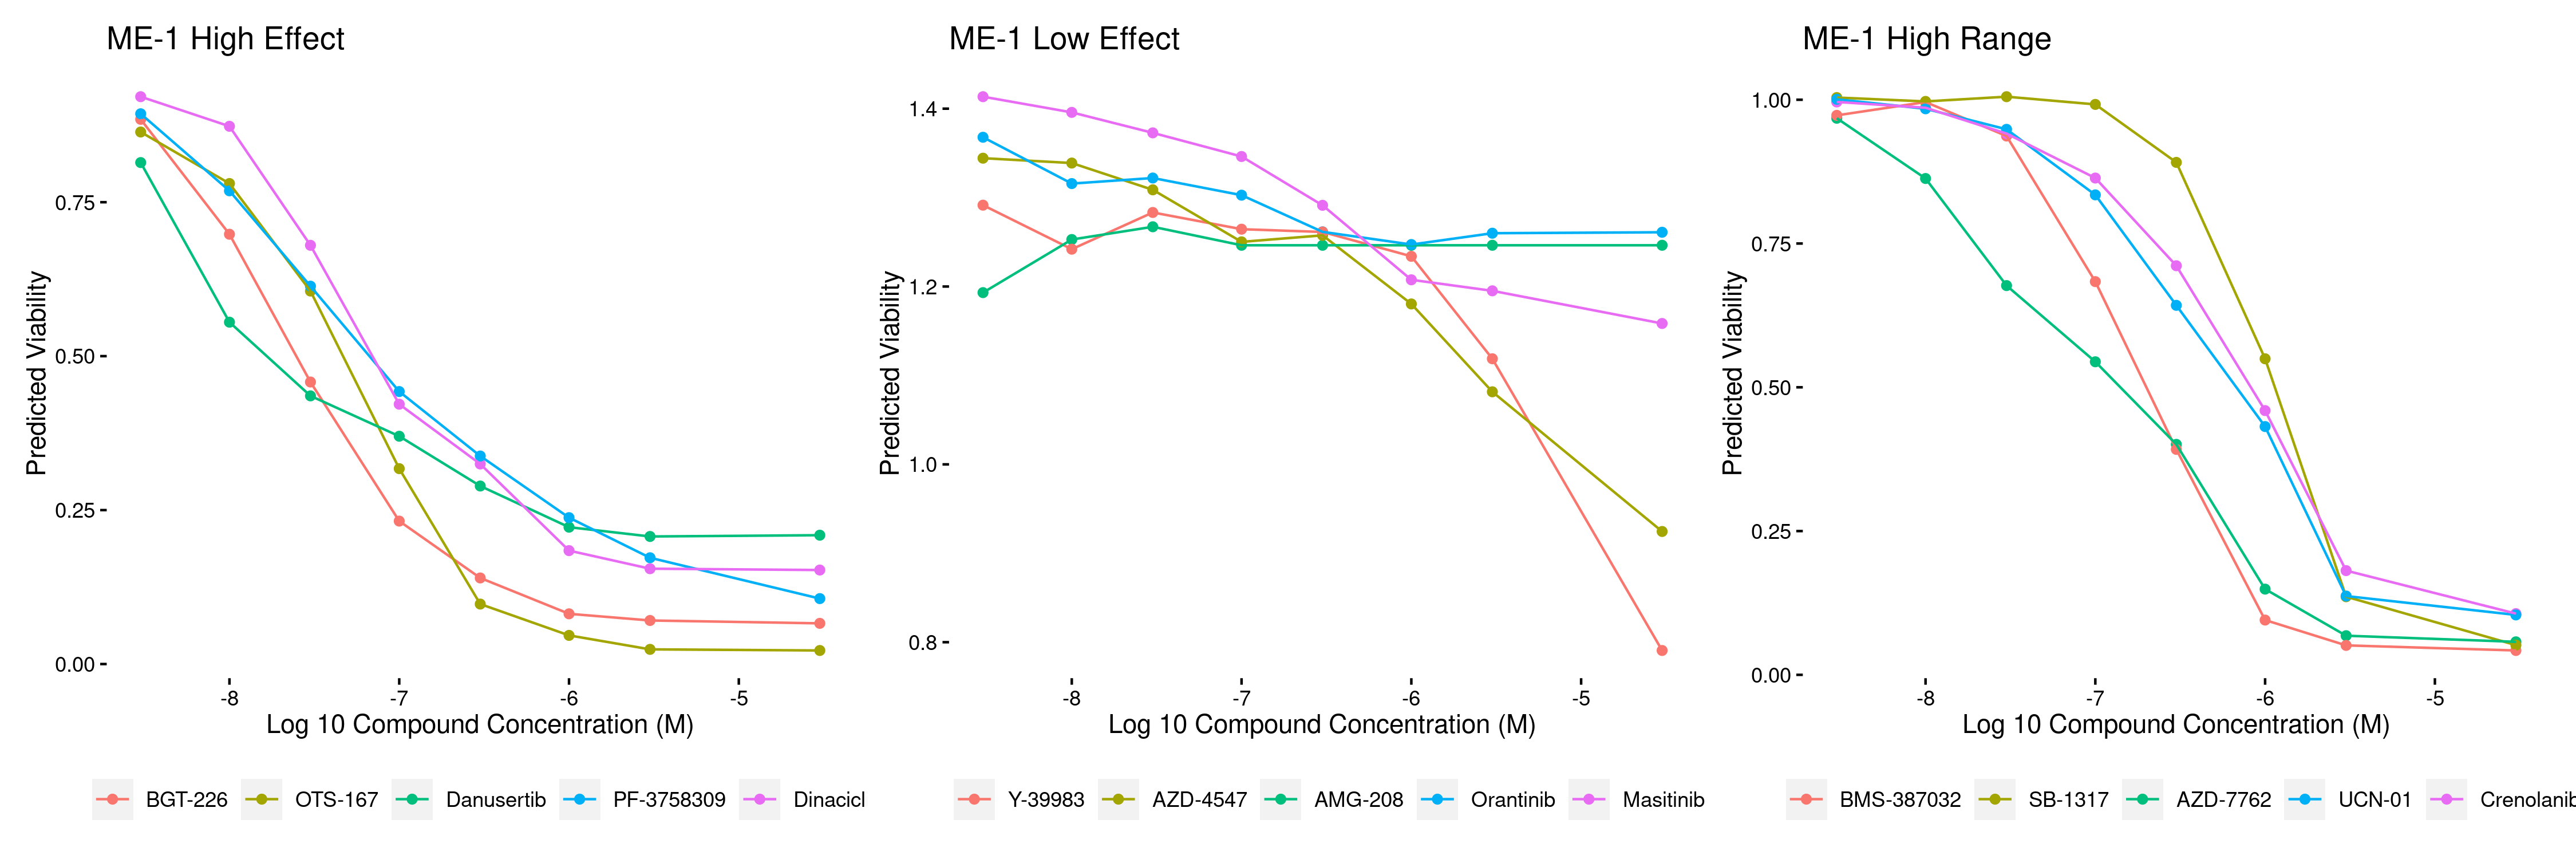 ME-1 High Effect
Predicted Viability
0.75
0.50
0.25
0.00
-8 -7 -6 -5
Log 10 Compound Concentration (M)
BGT-226 OTS-167 Danusertib PF-3758309 Dinacicl
ME-1 Low Effect
Predicted Viability
1.4
1.2
1.0
0.8
-8 -7 -6 -5
Log 10 Compound Concentration (M)
Y-39983 AZD-4547 AMG-208 Orantinib Masitinib
ME-1 High Range
Predicted Viability
1.00
0.75
0.50
0.25
0.00
-8 -7 -6 -5
Log 10 Compound Concentration (M)
BMS-387032 SB-1317 AZD-7762 UCN-01 Crenolanib